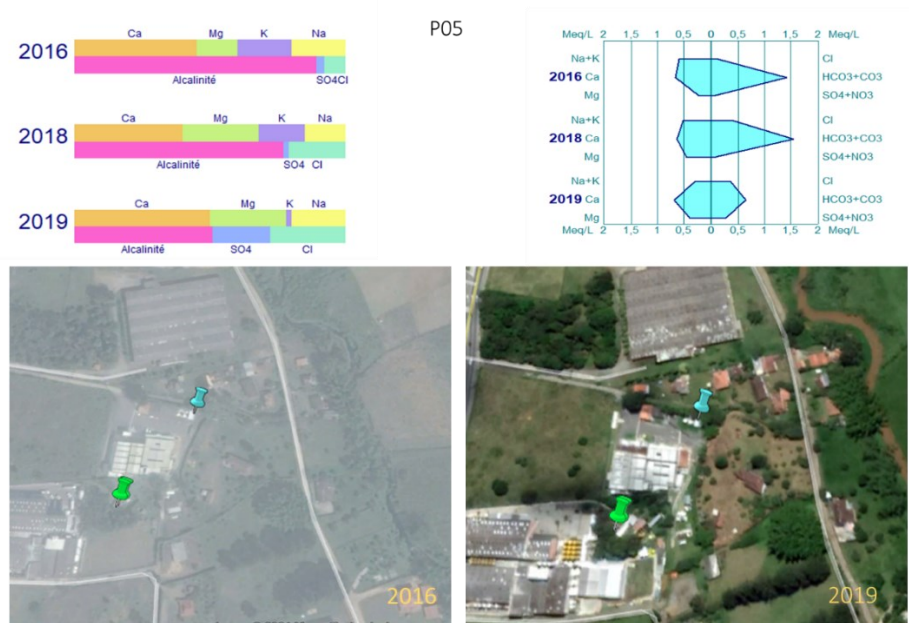 P05
Ca Mg K Na
2016
Alcalinité SO4Cl
Ca Mg K Na
2018
Alcalinité SO4 Cl
Ca Mg K Na
2019
Alcalinité SO4 Cl
Meq/L 2 1,5 1 0,5 0 0,5 1 1,5 2 Meq/L
Na+K Cl
2016 Ca HCO3+CO3
Mg SO4+NO3
Na+K Cl
2018 Ca HCO3+CO3
Mg SO4+NO3
Na+K Cl
2019 Ca HCO3+CO3
Mg SO4+NO3
Meq/L 2 1,5 1 0,5 0 0,5 1 1,5 2 Meq/L
2016
2019